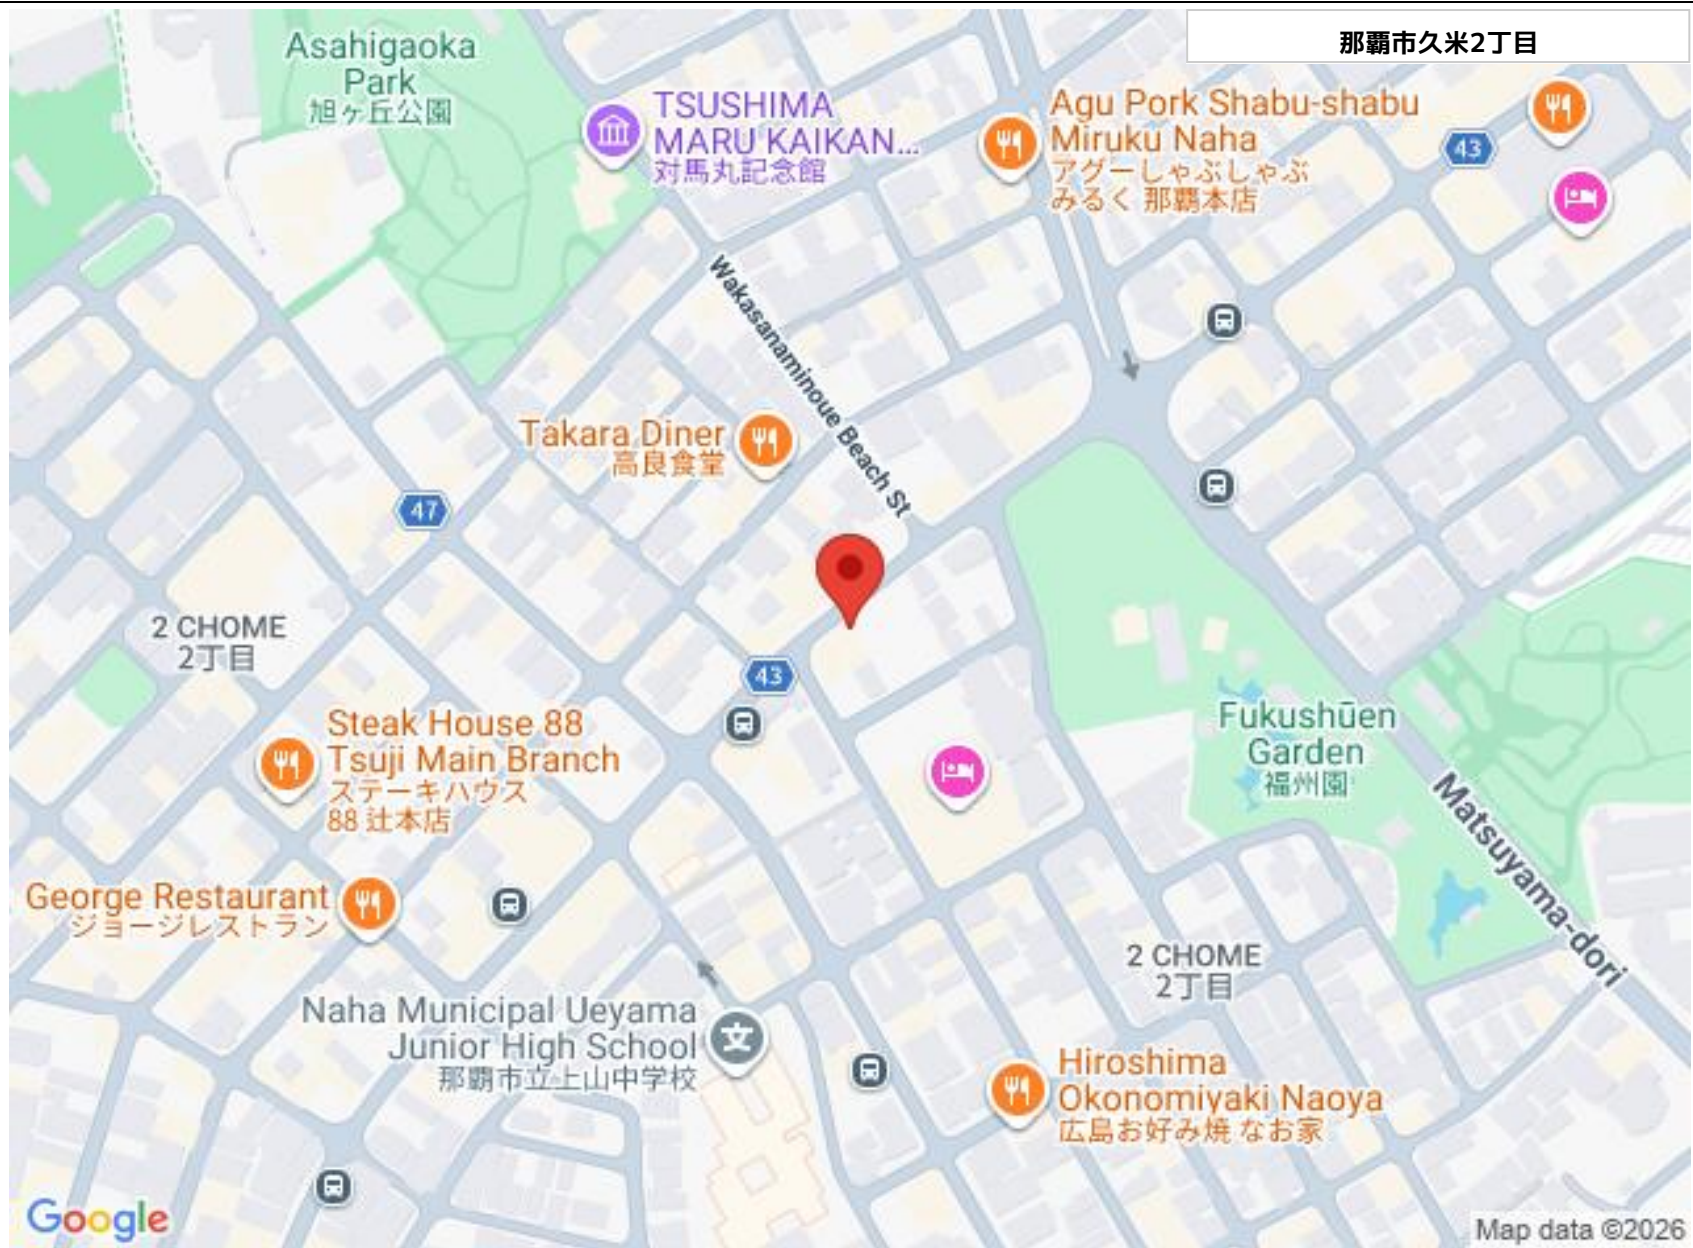 那覇市久米2丁目
Asahigaoka
Park
旭ヶ丘公園
TSUSHIMA
MARU KAIKAN...
対馬丸記念館
Agu Pork Shabu-shabu
Miruku Naha
アグーしゃぶしゃぶ
みるく 那覇本店
43
Wakasanaminoue Beach St
Takara Diner
高良食堂
47
2 CHOME
2丁目
43
Steak House 88
Tsuji Main Branch
ステーキハウス
88 辻本店
Fukushūen
Garden
福州園
Matsuyama-dori
George Restaurant
ジョージレストラン
2 CHOME
2丁目
Naha Municipal Ueyama
Junior High School
那覇市立上山中学校
文
Hiroshima
Okonomiyaki Naoya
広島お好み焼 なお家
Google
Map data ©2026